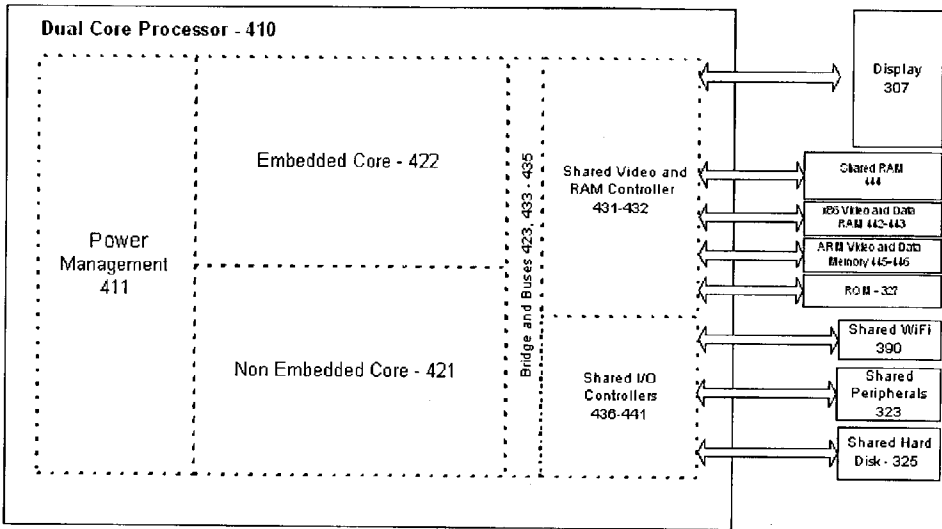 Dual Core Processor - 410
Power
Management
411
Embedded Core - 422
Non Embedded Core - 421
Bridge and Buses 423, 433 - 435
Shared Video and
RAM Controller
431-432
Shared I/O
Controllers
436-441
Display
307
Shared RAM
444
x86 Video and Data
RAM 442-443
ARM Video and Data
Memory 445-446
ROM - 327
Shared WiFi
390
Shared
Peripherals
323
Shared Hard
Disk - 325